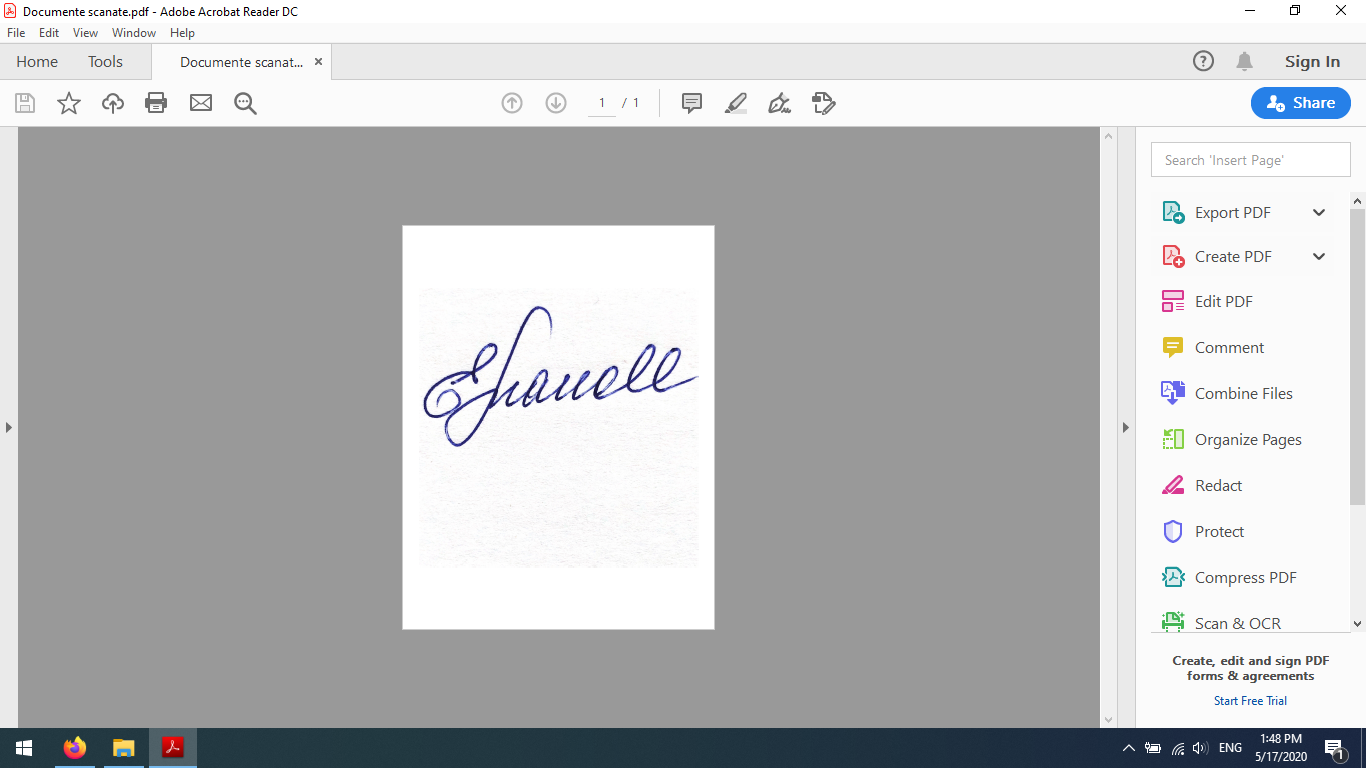 Documente scanate.pdf - Adobe Acrobat Reader DC
File Edit View Window Help
Home Tools Documente scanat... × Sign In
1 / 1 Share
Search 'Insert Page'
Export PDF
Create PDF
Edit PDF
Comment
Combine Files
Organize Pages
Redact
Protect
Compress PDF
Scan & OCR
Create, edit and sign PDF
forms & agreements
Start Free Trial
ENG 1:48 PM
5/17/2020 1